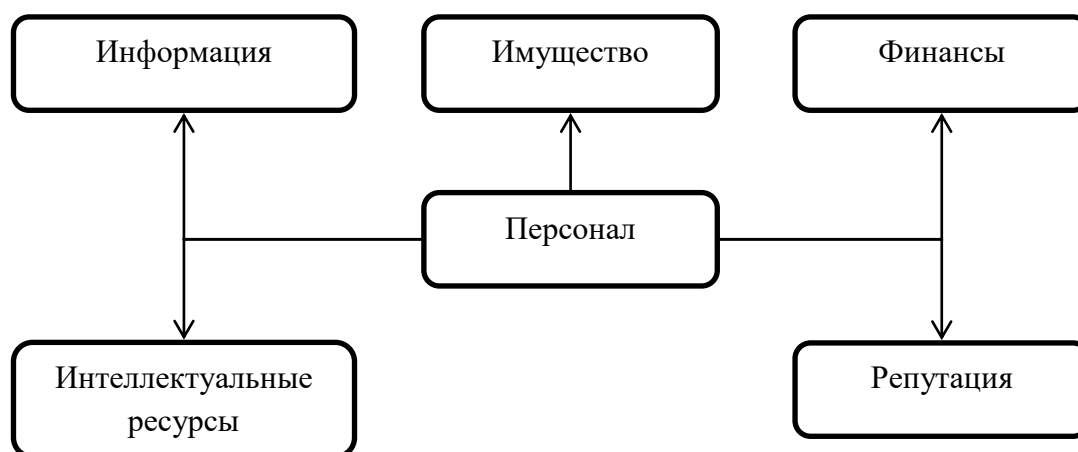 Информация
Имущество
Финансы
Персонал
Интеллектуальные
ресурсы
Репутация